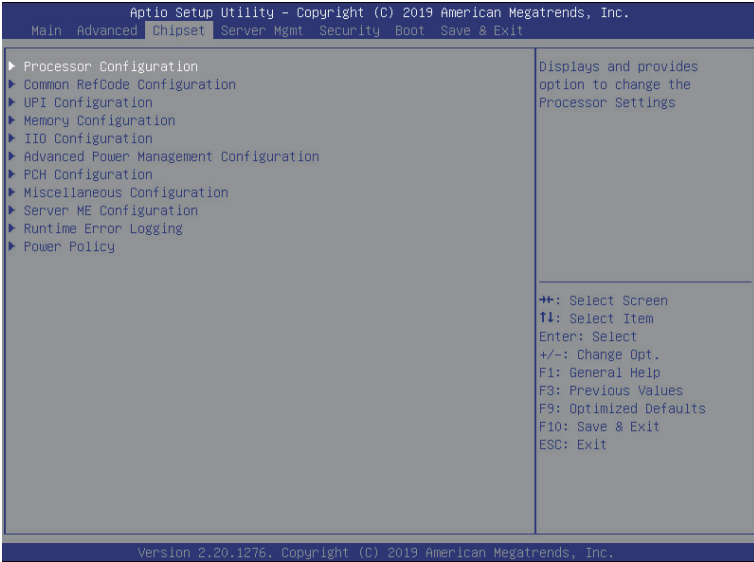 Aptio Setup Utility – Copyright (C) 2019 American Megatrends, Inc.
Main Advanced Chipset Server Mgmt Security Boot Save & Exit
Processor Configuration
Common RefCode Configuration
UPI Configuration
Memory Configuration
IIO Configuration
Advanced Power Management Configuration
PCH Configuration
Miscellaneous Configuration
Server ME Configuration
Runtime Error Logging
Power Policy
Displays and provides
option to change the
Processor Settings
→←: Select Screen
↑↓: Select Item
Enter: Select
+/-: Change Opt.
F1: General Help
F3: Previous Values
F9: Optimized Defaults
F10: Save & Exit
ESC: Exit
Version 2.20.1276. Copyright (C) 2019 American Megatrends, Inc.